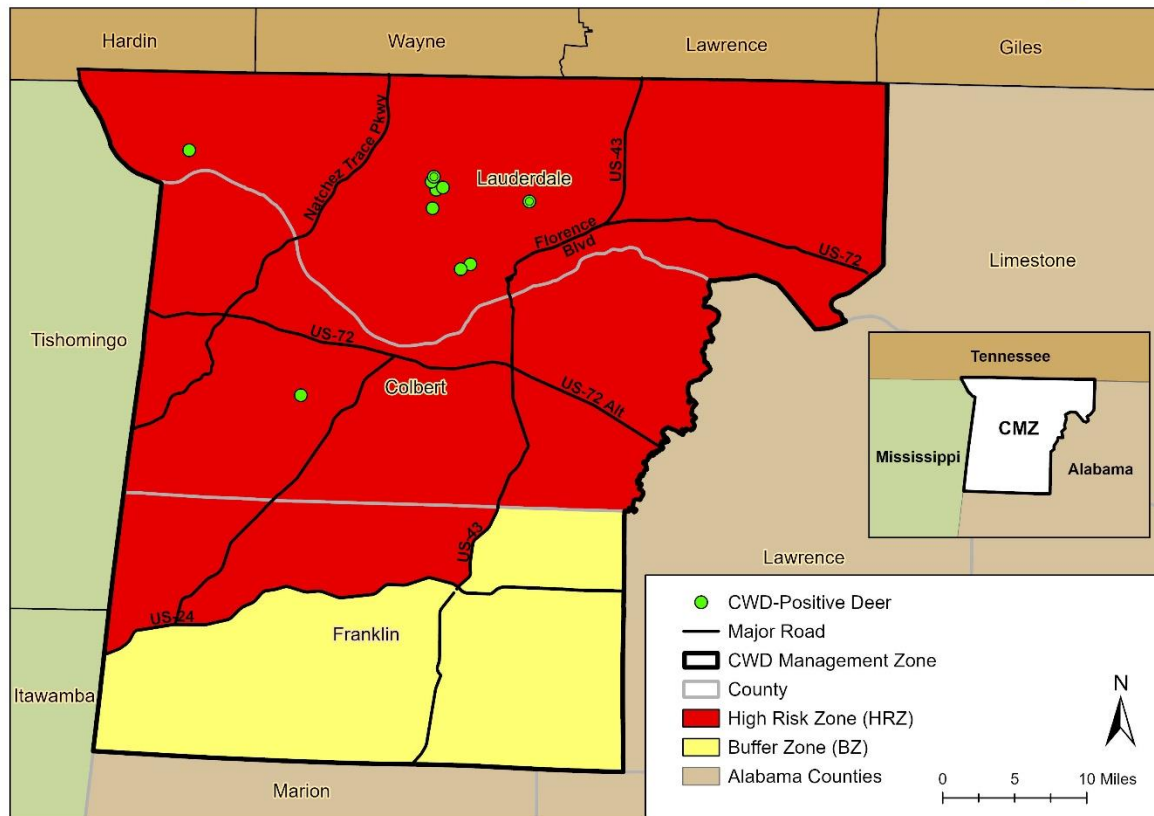 Hardin
Wayne
Lawrence
Giles
Natchez Trace Pkwy
US-43
Lauderdale
Florence
Blvd
US-72
Limestone
Tishomingo
US-72
Colbert
US-72 Alt
Tennessee
CMZ
Mississippi
Alabama
US-43
Lawrence
US-24
Franklin
Itawamba
Marion
CWD-Positive Deer
Major Road
CWD Management Zone
County
High Risk Zone (HRZ)
Buffer Zone (BZ)
Alabama Counties
N
0 5 10 Miles